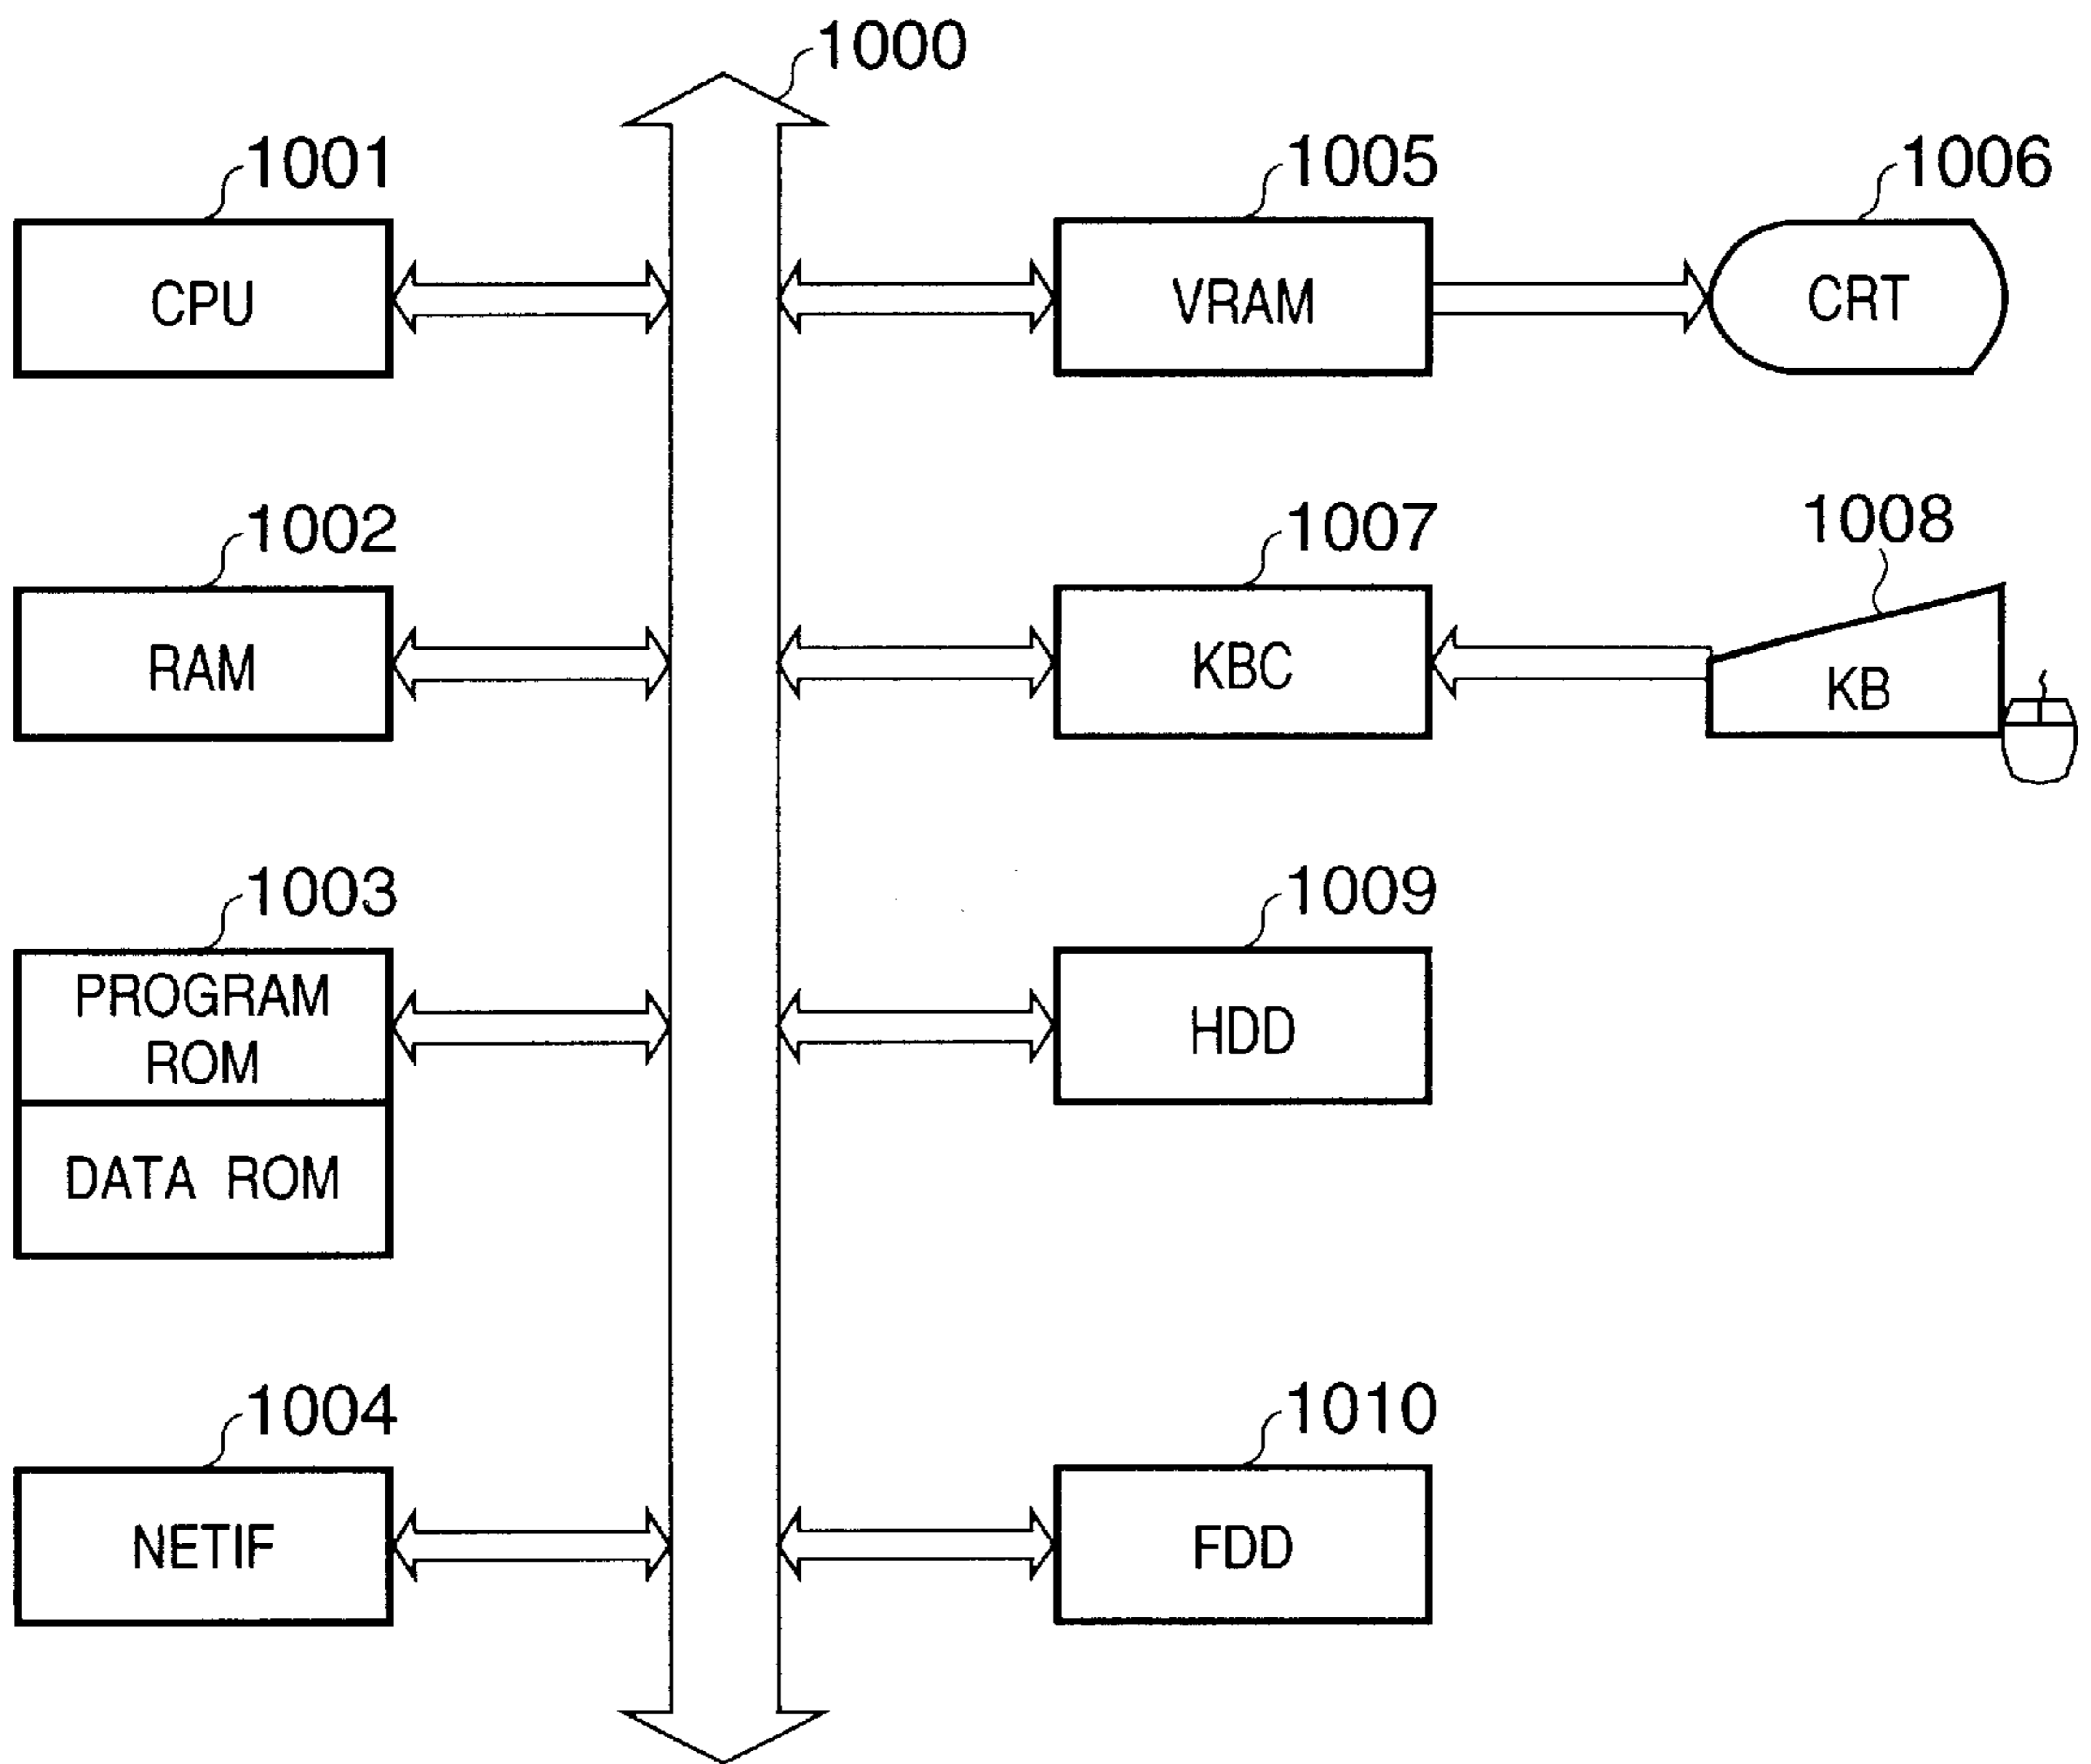 1000
1001
1005
1006
CPU
VRAM
CRT
1002
1007
1008
RAM
KBC
KB
1003
1009
PROGRAM
ROM
HDD
DATA ROM
1004
1010
NETIF
FDD